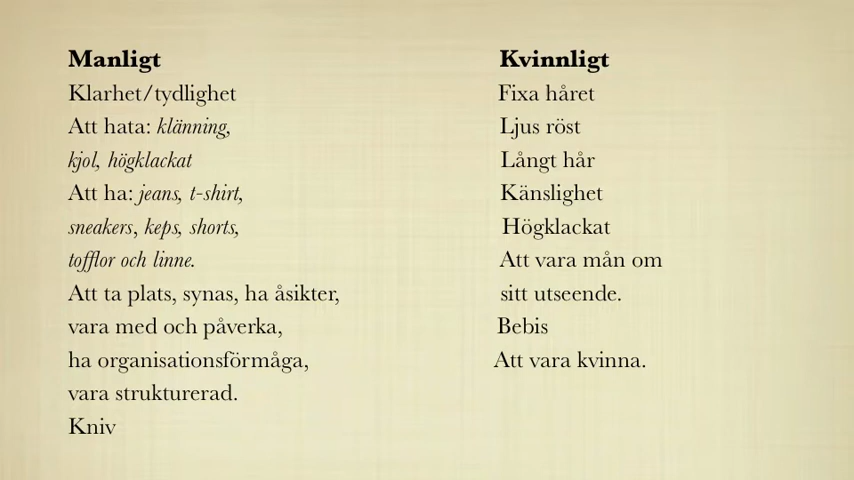 Manligt
Klarhet/tydlighet
Att hata: klänning,
kjol, högklackat
Att ha: jeans, t-shirt,
sneakers, keps, shorts,
tofflor och linne.
Att ta plats, synas, ha åsikter,
vara med och påverka,
ha organisationsförmåga,
vara strukturerad.
Kniv
Kvinnligt
Fixa håret
Ljus röst
Långt hår
Känslighet
Högklackat
Att vara mån om
sitt utseende.
Bebis
Att vara kvinna.